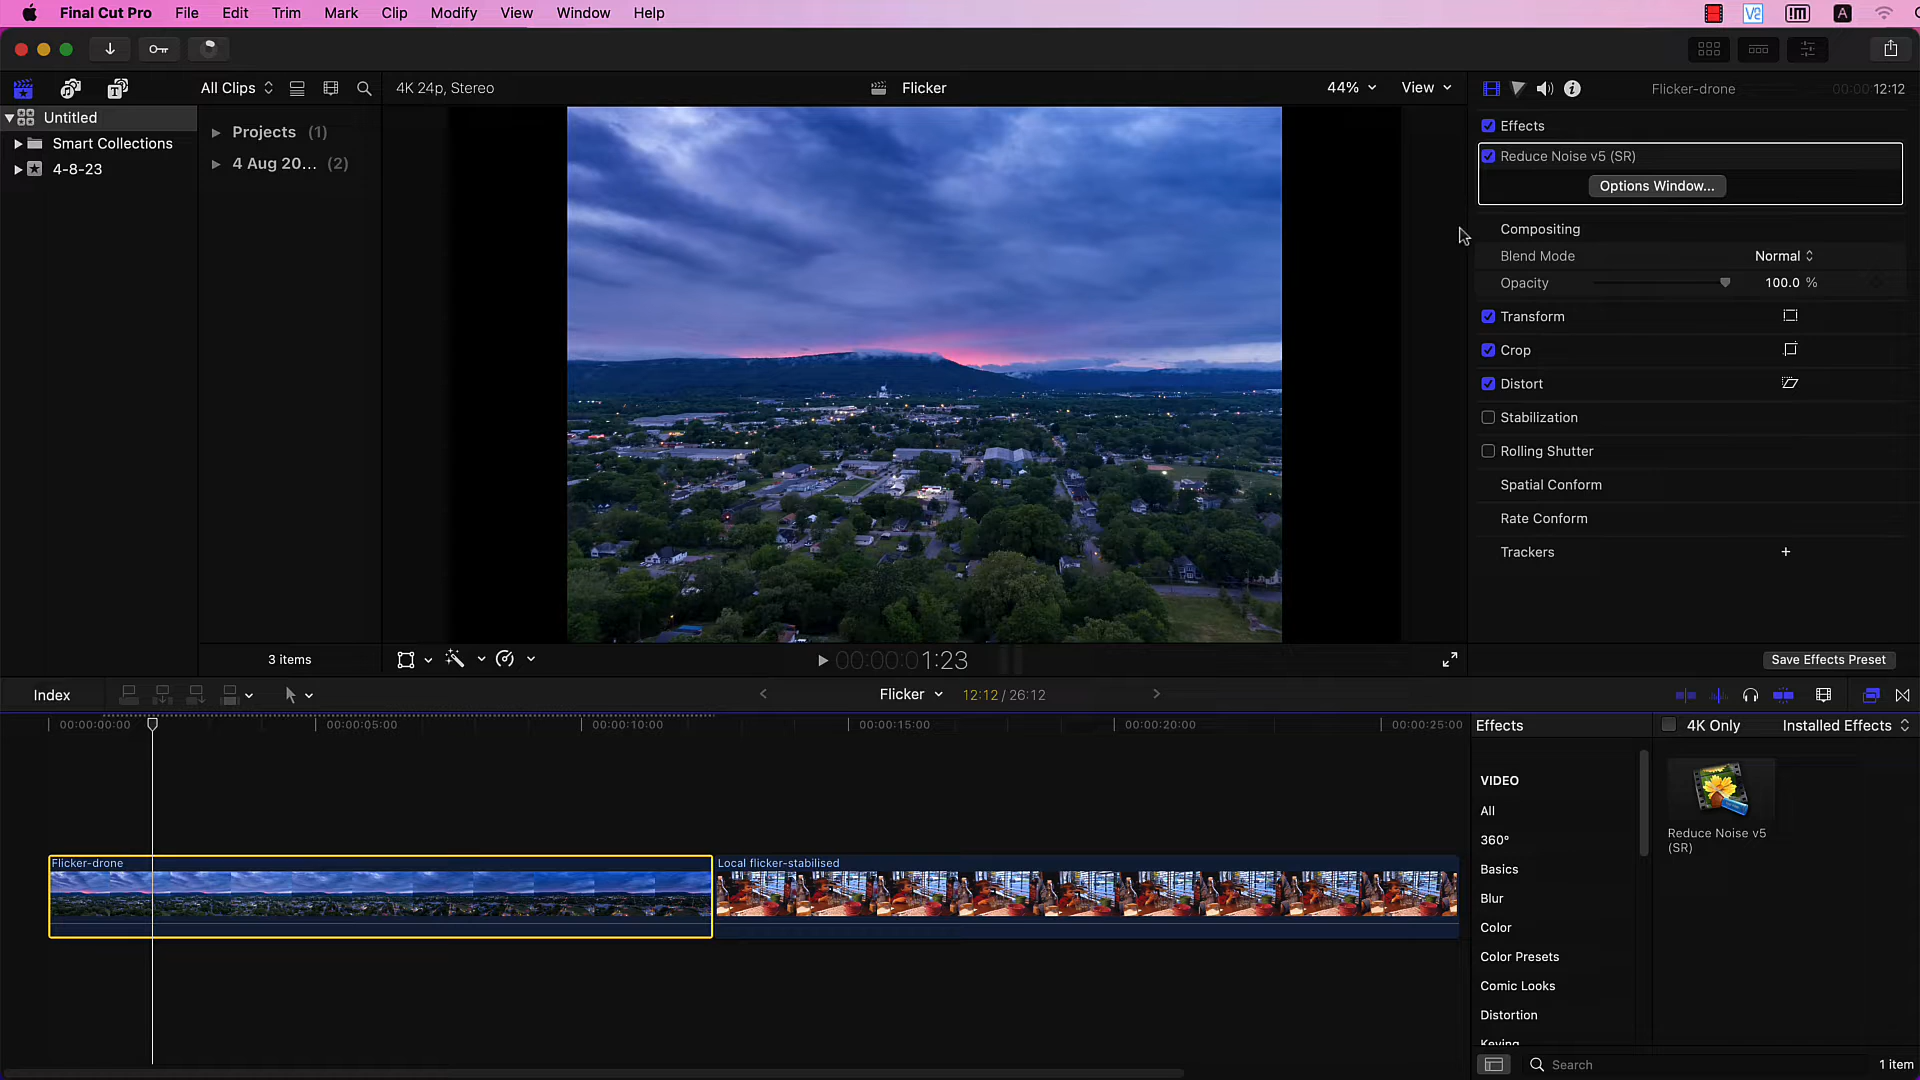 Final Cut Pro File Edit Trim Mark Clip Modify View Window Help
V2 !M A
All Clips 4K 24p, Stereo Flicker 44% View Flicker-drone 00:00:00:12:12
Untitled
Smart Collections
4-8-23
Projects (1)
4 Aug 20... (2)
Effects
Reduce Noise v5 (SR)
Options Window...
Compositing
Blend Mode Normal
Opacity 100.0 %
Transform
Crop
Distort
Stabilization
Rolling Shutter
Spatial Conform
Rate Conform
Trackers +
3 items 00:00:01:23 Save Effects Preset
Index Flicker 12:12 / 26:12
00:00:00:00 00:00:05:00 00:00:10:00 00:00:15:00 00:00:20:00 00:00:25:00
Flicker-drone Local flicker-stabilised
Effects 4K Only Installed Effects
VIDEO
All
360°
Basics
Blur
Color
Color Presets
Comic Looks
Distortion
Keying
Reduce Noise v5
(SR)
Search 1 item